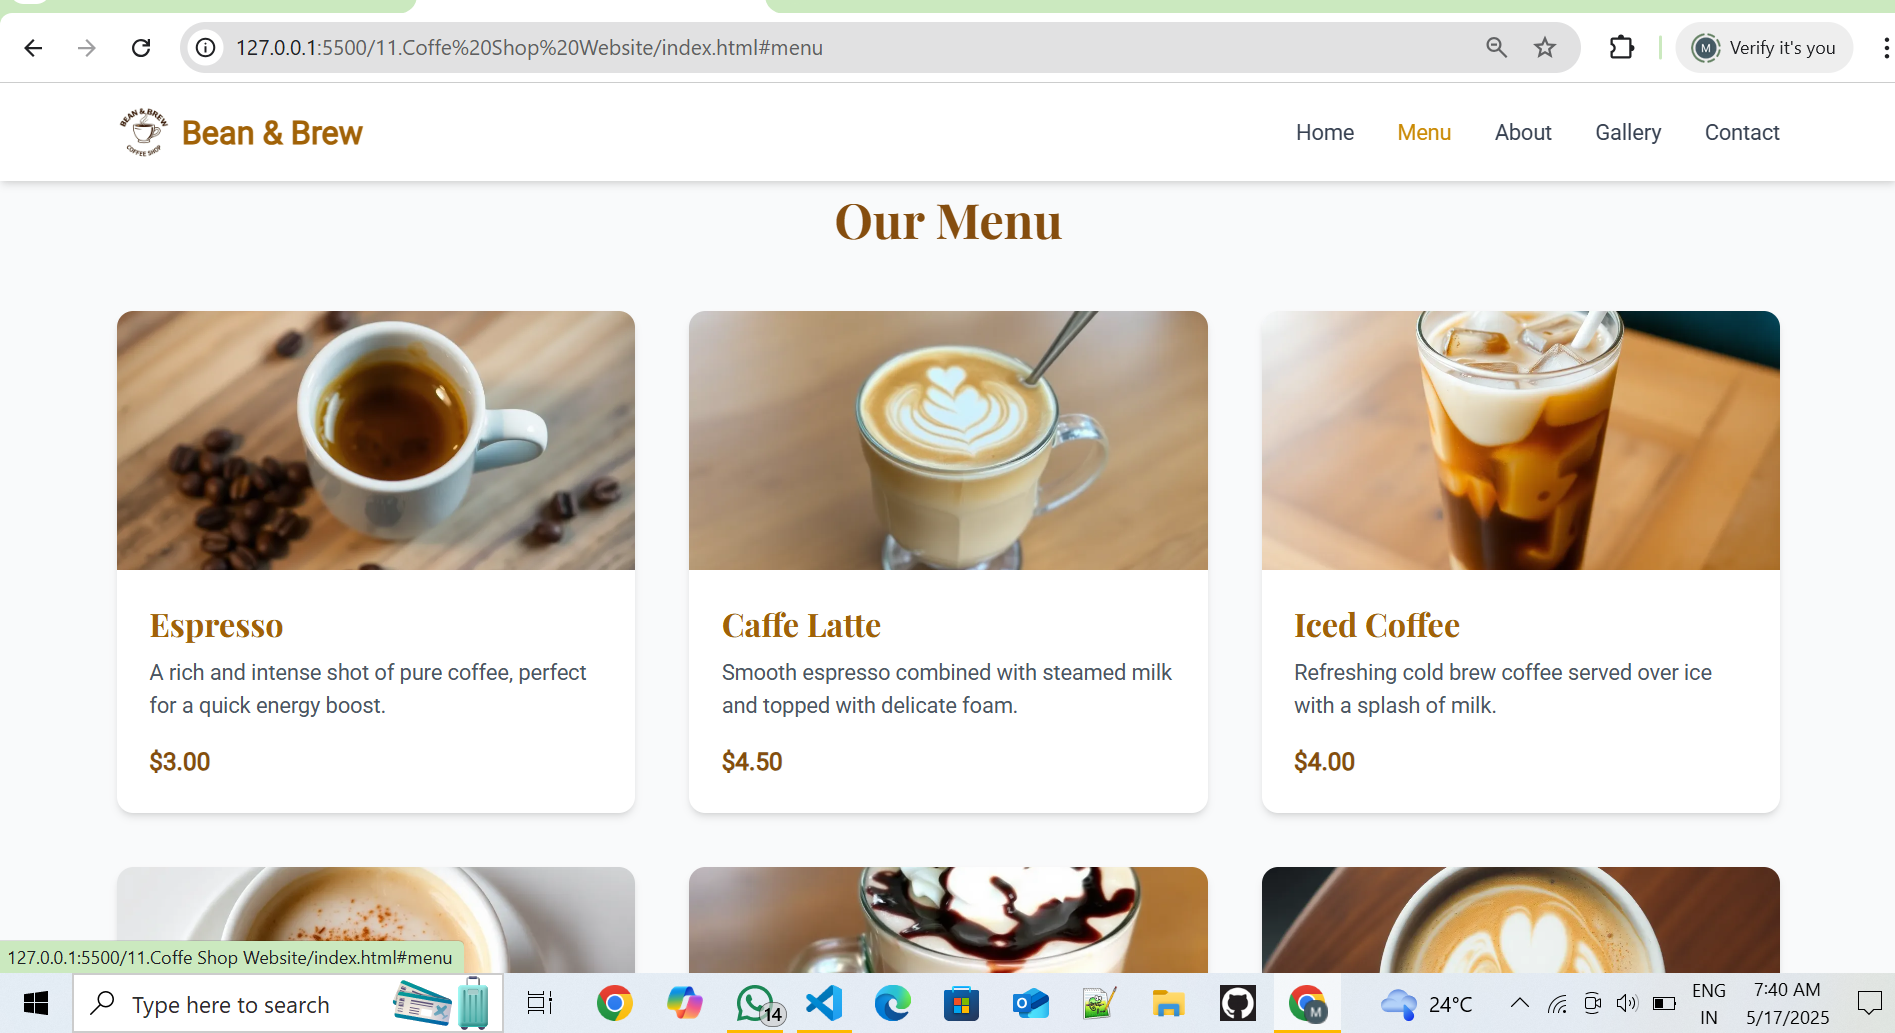 127.0.0.1:5500/11.Coffe%20Shop%20Website/index.html#menu
M
Verify it's you
BEAN & BREW
COFFEE SHOP
Bean & Brew
Home
Menu
About
Gallery
Contact
Our Menu
Espresso
A rich and intense shot of pure coffee, perfect
for a quick energy boost.
$3.00
Caffe Latte
Smooth espresso combined with steamed milk
and topped with delicate foam.
$4.50
Iced Coffee
Refreshing cold brew coffee served over ice
with a splash of milk.
$4.00
127.0.0.1:5500/11.Coffe Shop Website/index.html#menu
Type here to search
14
M
24°C
ENG
IN
7:40 AM
5/17/2025